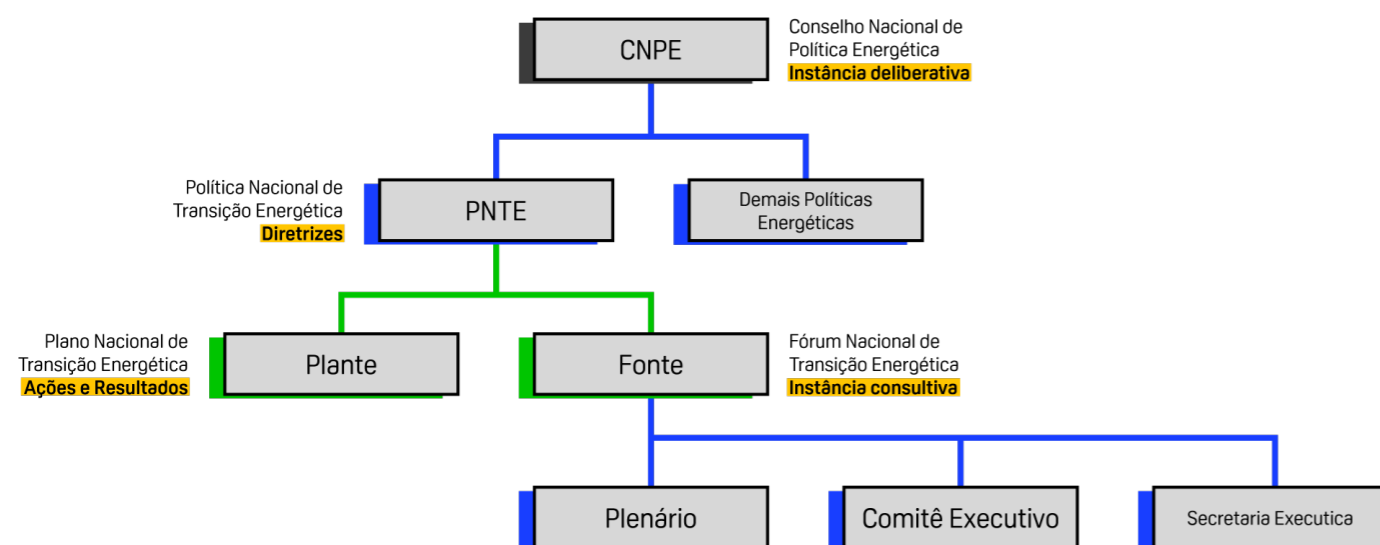 CNPE
Conselho Nacional de
Política Energética
Instância deliberativa
Política Nacional de
Transição Energética
Diretrizes
PNTE
Demais Políticas
Energéticas
Plano Nacional de
Transição Energética
Ações e Resultados
Plante
Fonte
Fórum Nacional de
Transição Energética
Instância consultiva
Plenário
Comitê Executivo
Secretaria Executica